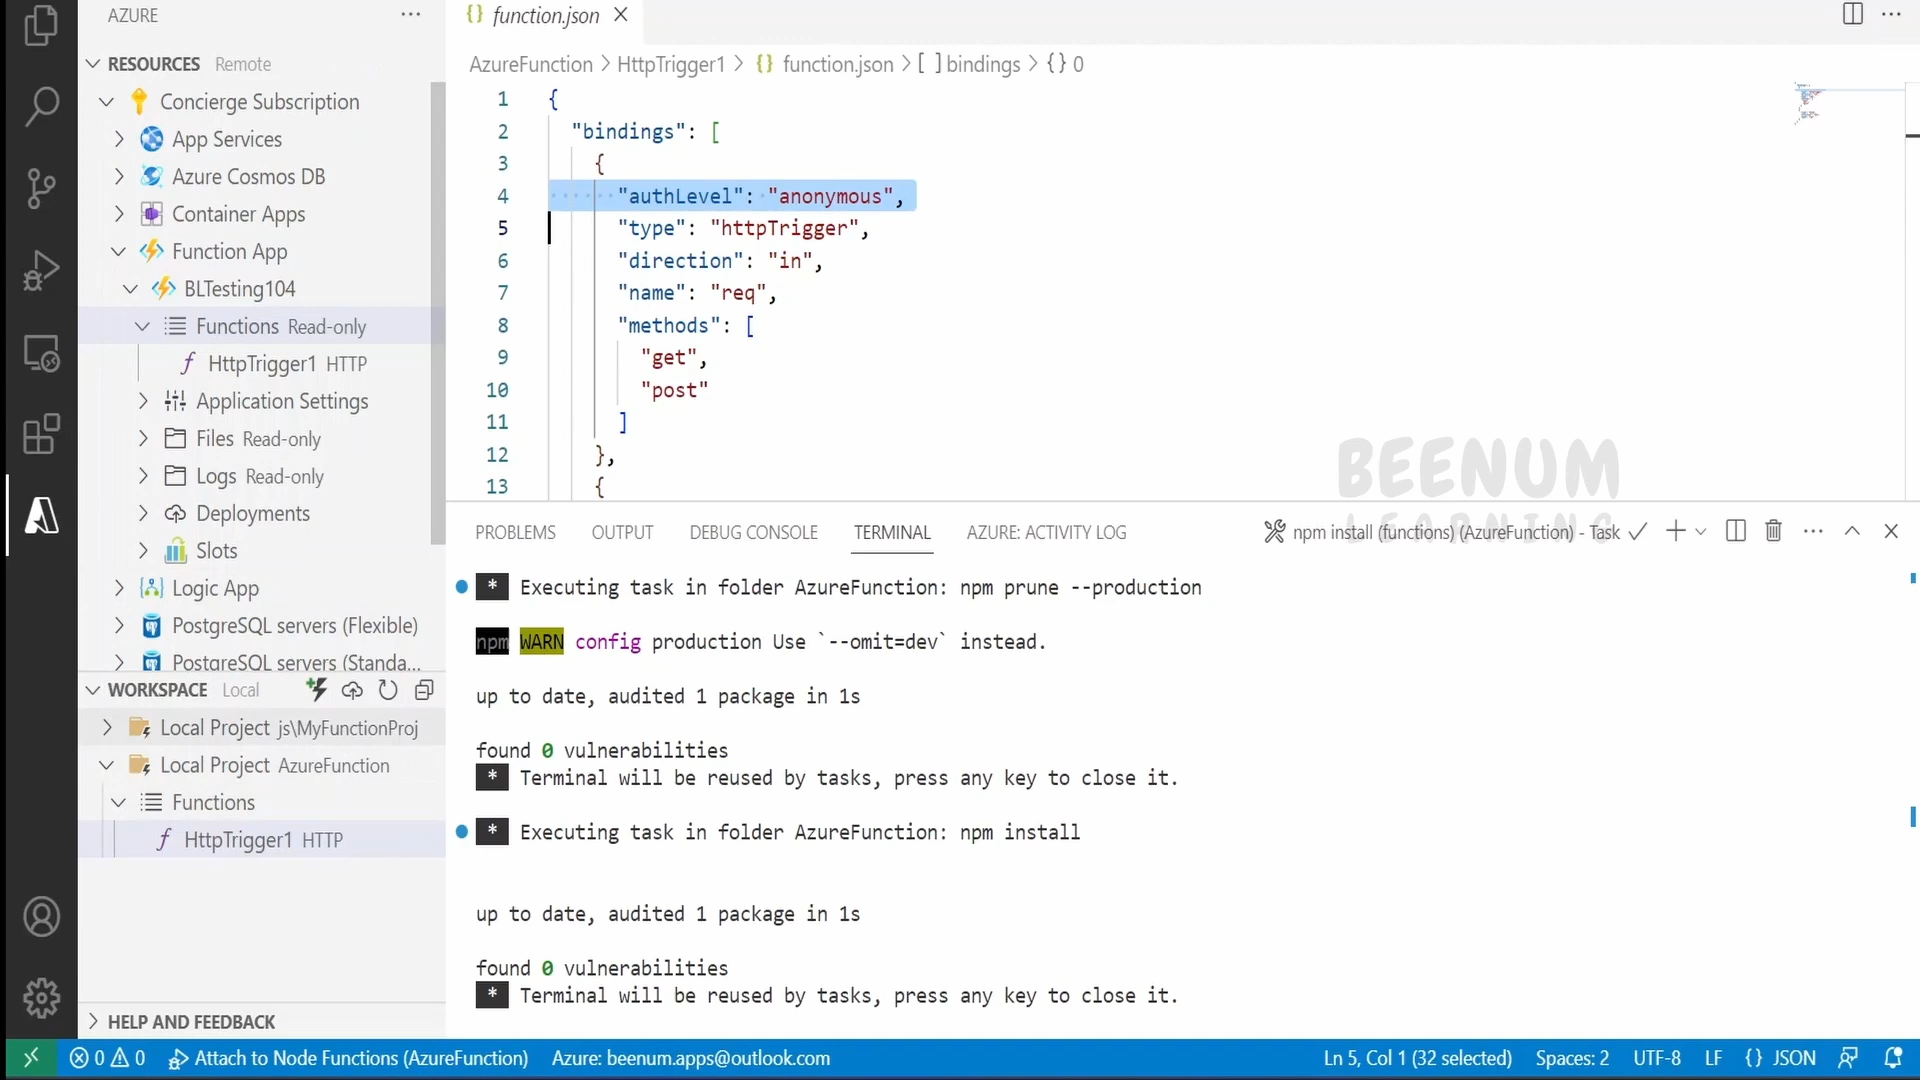 AZURE
RESOURCES Remote
Concierge Subscription
App Services
Azure Cosmos DB
Container Apps
Function App
BLTesting104
Functions Read-only
HttpTrigger1 HTTP
Application Settings
Files Read-only
Logs Read-only
Deployments
Slots
Logic App
PostgreSQL servers (Flexible)
PostgreSQL servers (Standa...
WORKSPACE Local
Local Project js\MyFunctionProj
Local Project AzureFunction
Functions
HttpTrigger1 HTTP
HELP AND FEEDBACK
{} function.json
AzureFunction > HttpTrigger1 > {} function.json > [ ] bindings > {} 0
1 {
2 "bindings": [
3 {
4 "authLevel": "anonymous",
5 "type": "httpTrigger",
6 "direction": "in",
7 "name": "req",
8 "methods": [
9 "get",
10 "post"
11 ]
12 },
13 {
BEENUM
LEARNING
PROBLEMS OUTPUT DEBUG CONSOLE TERMINAL AZURE: ACTIVITY LOG npm install (functions) (AzureFunction) - Task
* Executing task in folder AzureFunction: npm prune --production
npm WARN config production Use `--omit=dev` instead.
up to date, audited 1 package in 1s
found 0 vulnerabilities
* Terminal will be reused by tasks, press any key to close it.
* Executing task in folder AzureFunction: npm install
up to date, audited 1 package in 1s
found 0 vulnerabilities
* Terminal will be reused by tasks, press any key to close it.
0 0 Attach to Node Functions (AzureFunction) Azure: beenum.apps@outlook.com Ln 5, Col 1 (32 selected) Spaces: 2 UTF-8 LF {} JSON